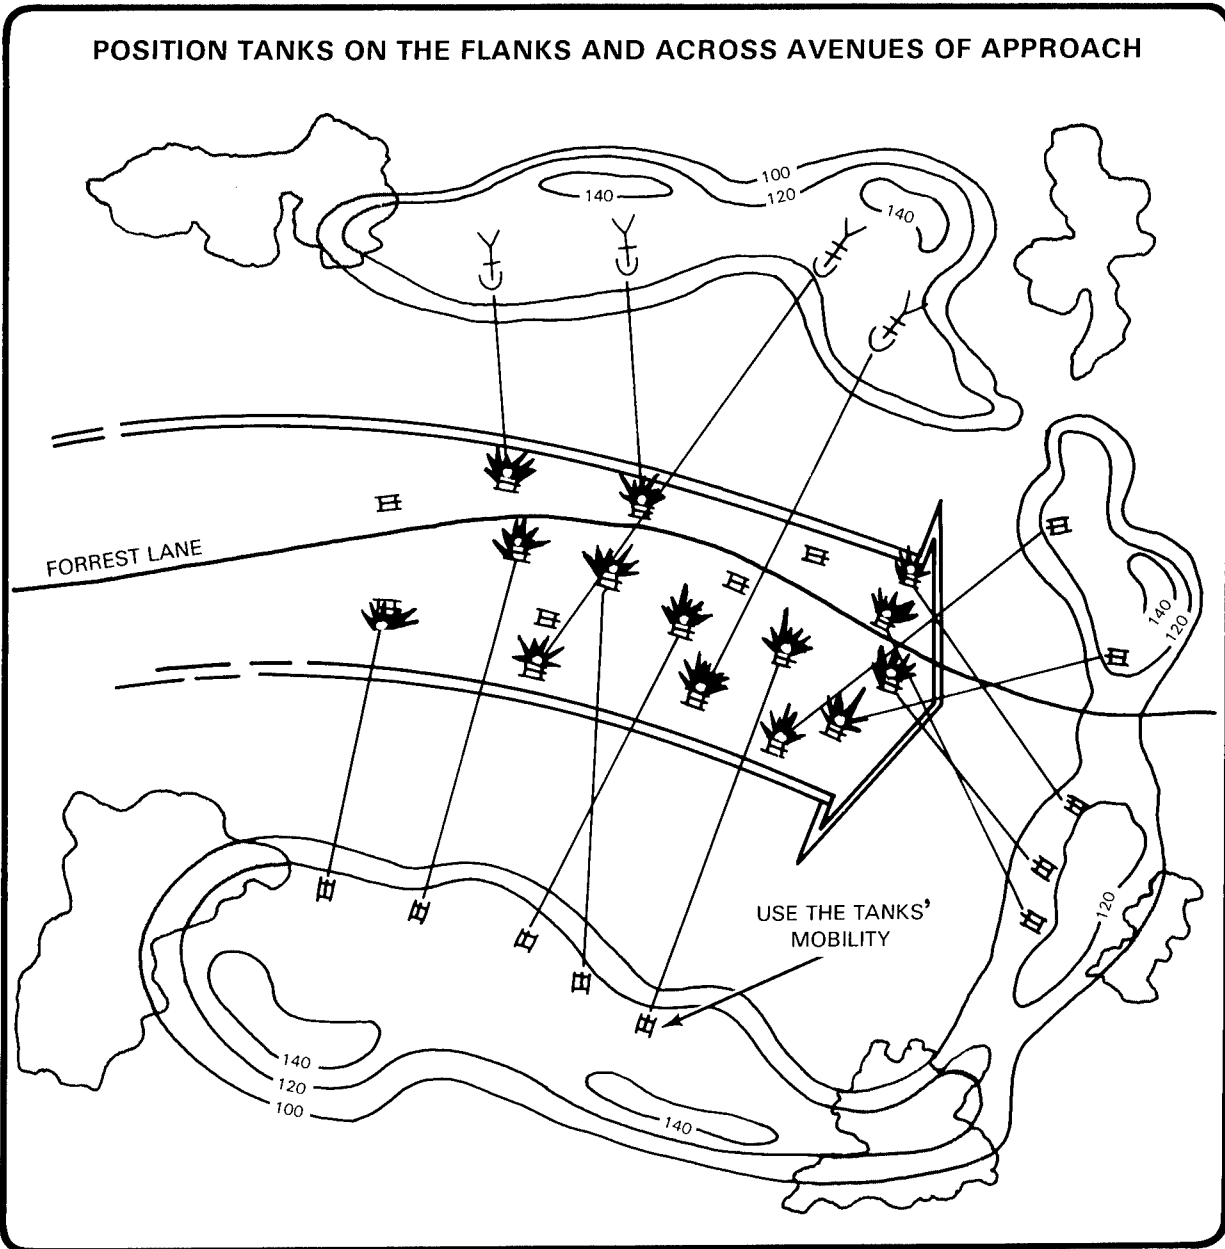 POSITION TANKS ON THE FLANKS AND ACROSS AVENUES OF APPROACH
100
120
140
140
FORREST LANE
140
120
USE THE TANKS'
MOBILITY
120
140
120
100
140